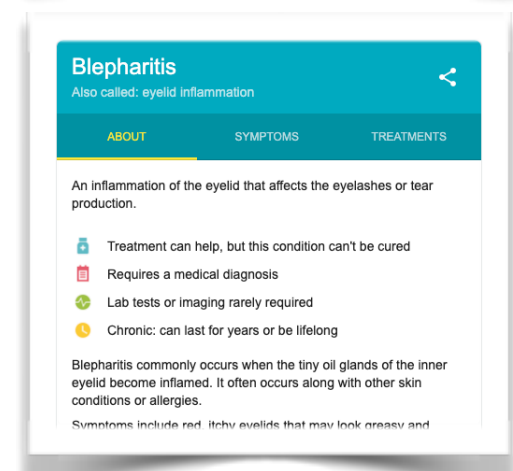 Blepharitis
Also called: eyelid inflammation
ABOUT SYMPTOMS TREATMENTS
An inflammation of the eyelid that affects the eyelashes or tear
production.
Treatment can help, but this condition can't be cured
Requires a medical diagnosis
Lab tests or imaging rarely required
Chronic: can last for years or be lifelong
Blepharitis commonly occurs when the tiny oil glands of the inner
eyelid become inflamed. It often occurs along with other skin
conditions or allergies.
Symptoms include red, itchy eyelids that may look greasy and